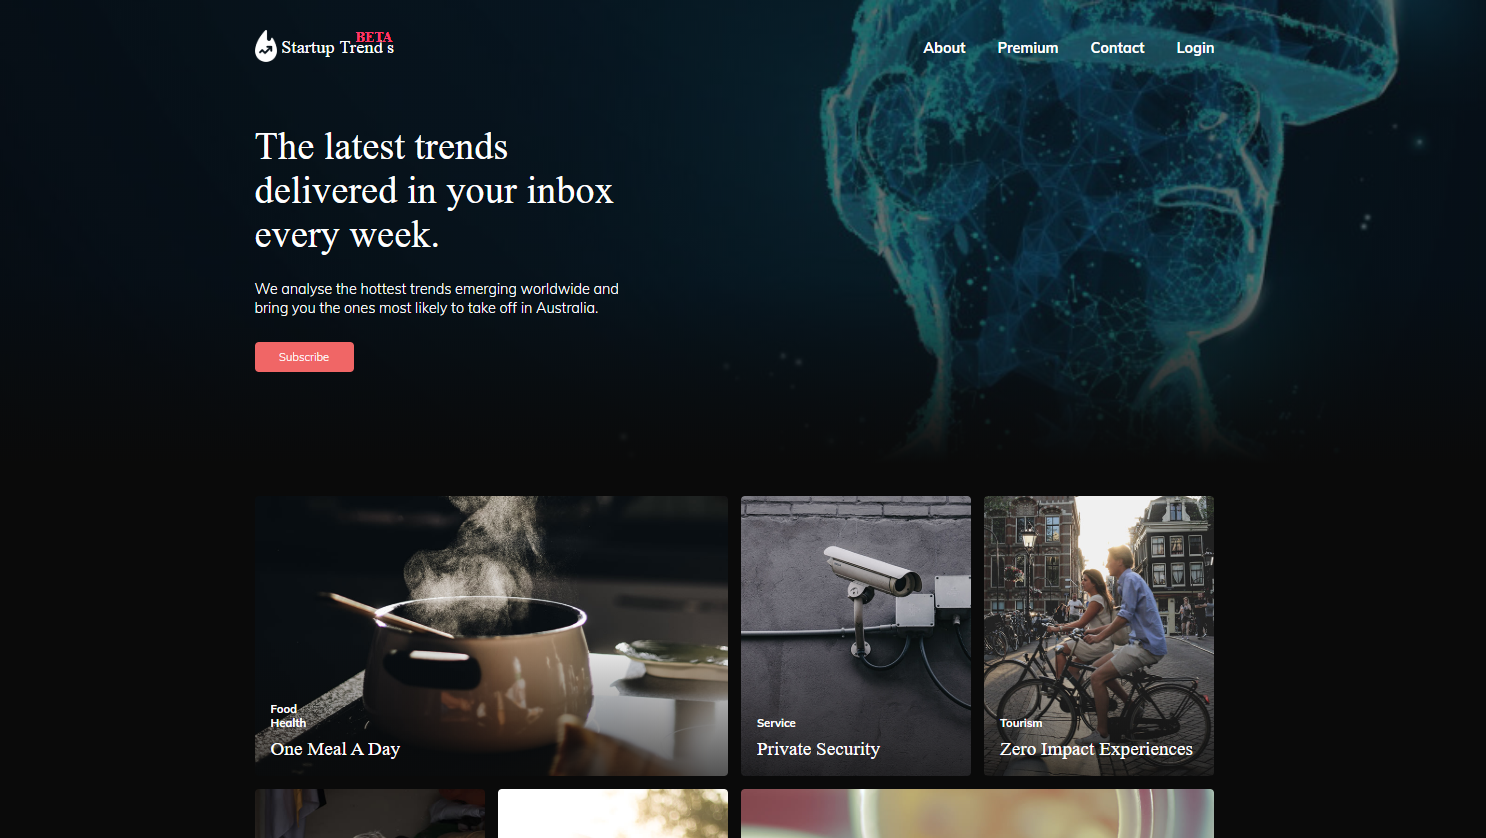 BETA
Startup Trends
About Premium Contact Login
The latest trends
delivered in your inbox
every week.
We analyse the hottest trends emerging worldwide and
bring you the ones most likely to take off in Australia.
Subscribe
Food
Health
One Meal A Day
Service
Private Security
Tourism
Zero Impact Experiences